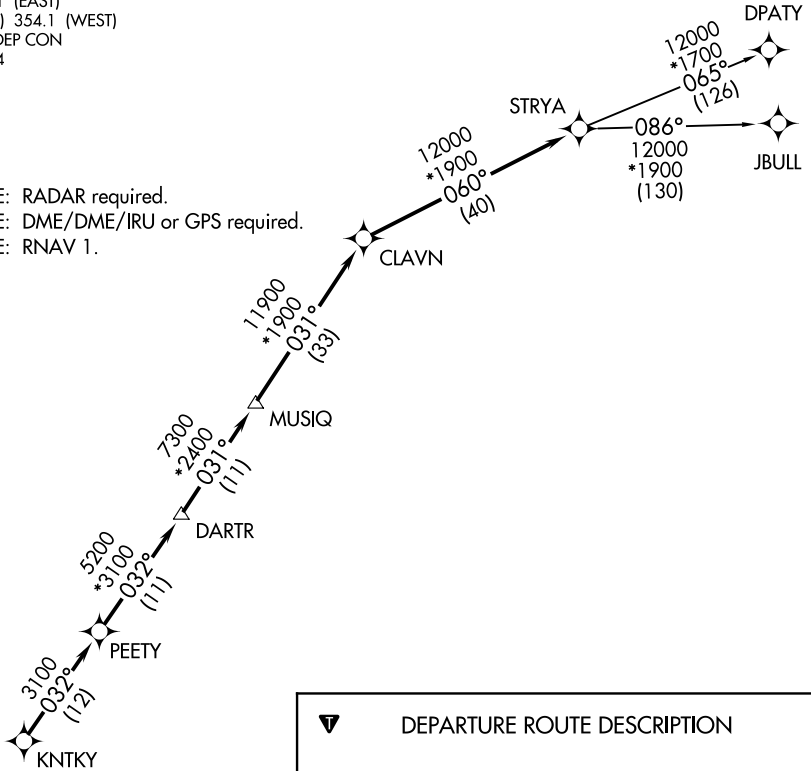 (EAST)
) 354.1 (WEST)
DEP CON
4
DPATY
12000
*1700
065°
(126)
STRYA
086°
12000
*1900
(130)
JBULL
12000
*1900
060°
(40)
E: RADAR required.
E: DME/DME/IRU or GPS required.
E: RNAV 1.
CLAVN
11900
*1900
031°
(33)
MUSIQ
7300
*2400
031°
(11)
DARTR
5200
*3100
032°
(11)
PEETY
3100
032°
(12)
KNTKY
T DEPARTURE ROUTE DESCRIPTION